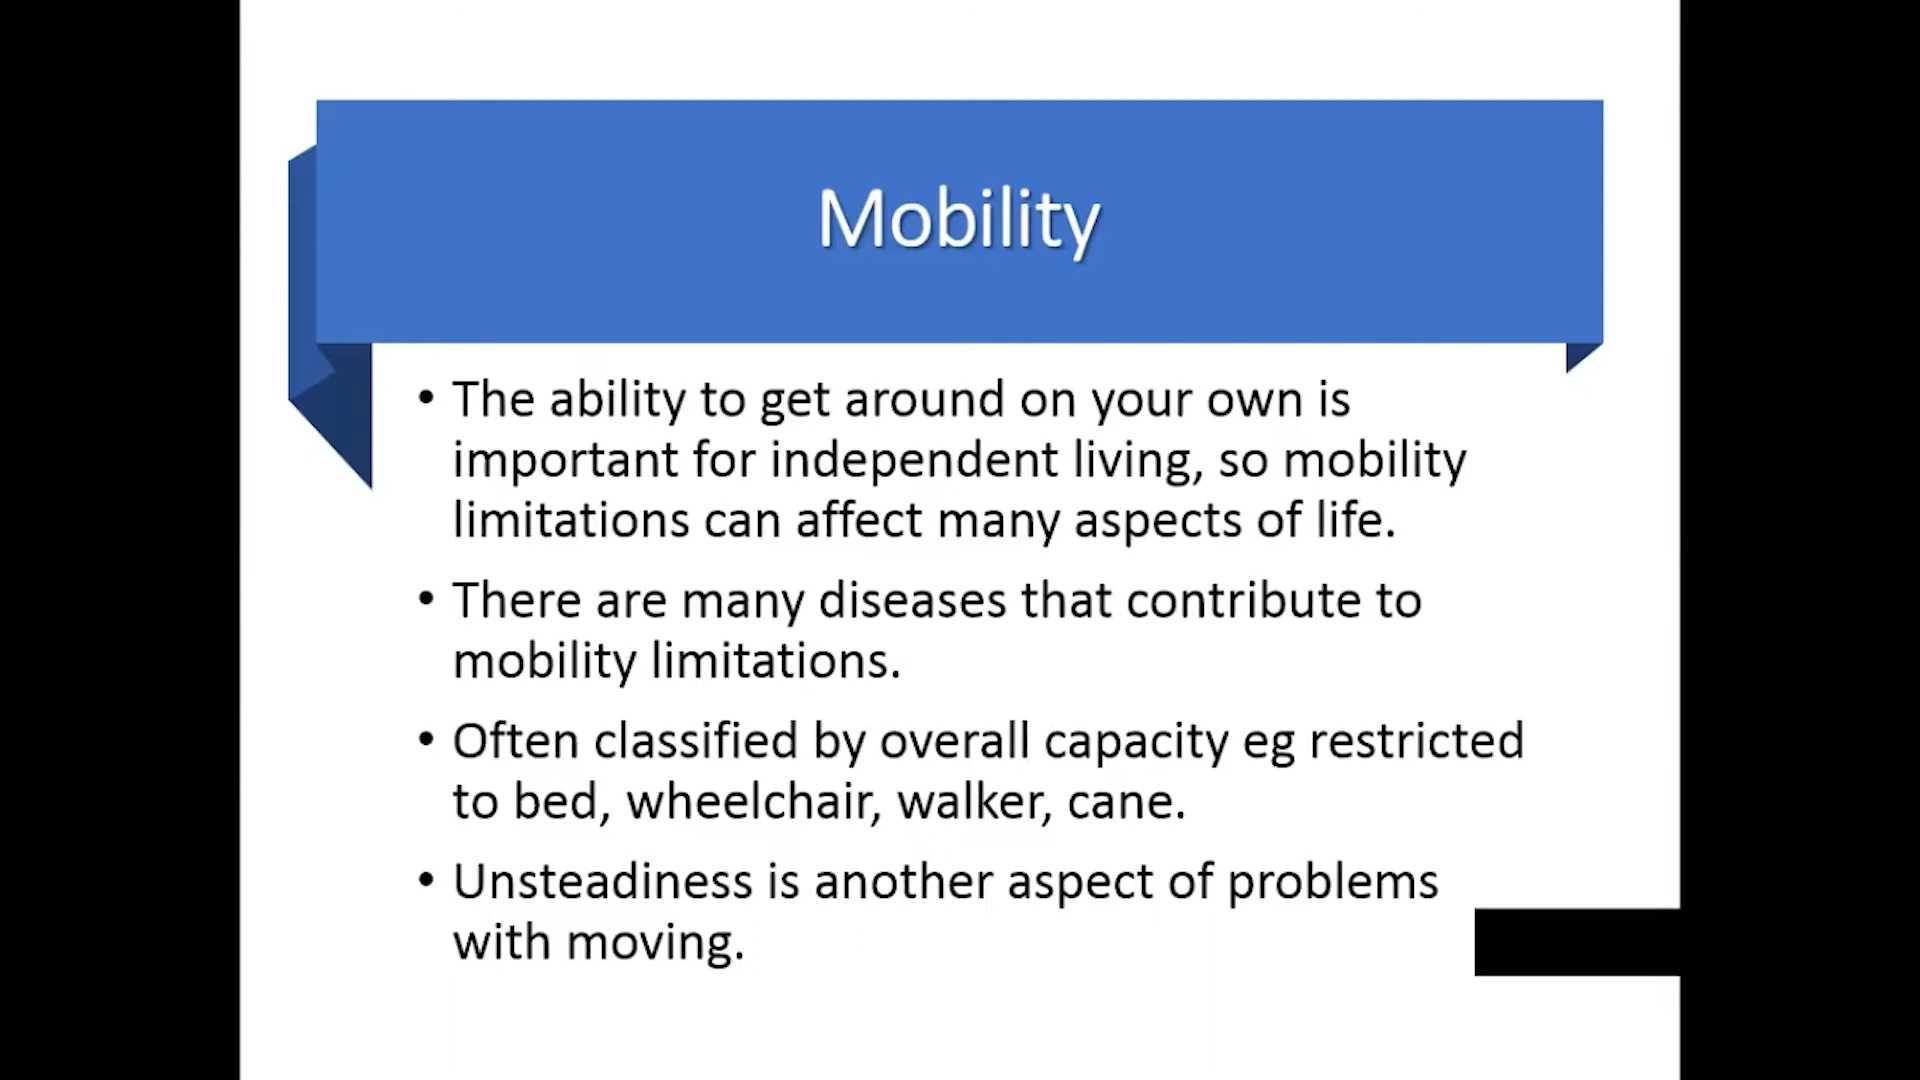 Mobility
• The ability to get around on your own is
important for independent living, so mobility
limitations can affect many aspects of life.
• There are many diseases that contribute to
mobility limitations.
• Often classified by overall capacity eg restricted
to bed, wheelchair, walker, cane.
• Unsteadiness is another aspect of problems
with moving.